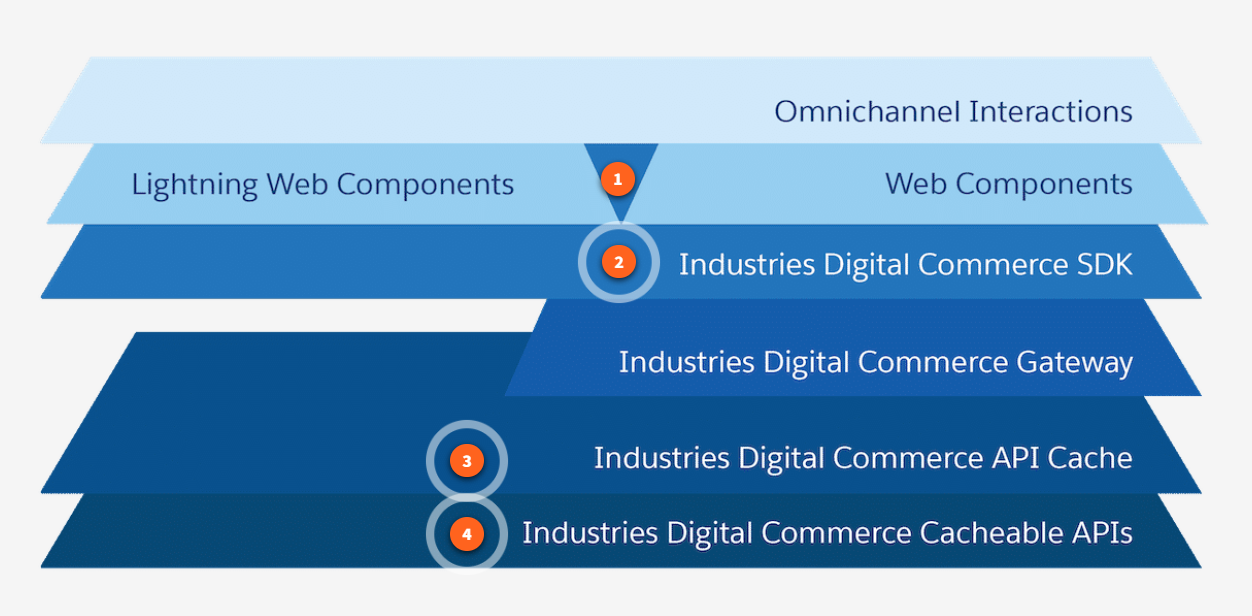 Omnichannel Interactions
Lightning Web Components
1
Web Components
2
Industries Digital Commerce SDK
Industries Digital Commerce Gateway
3
Industries Digital Commerce API Cache
4
Industries Digital Commerce Cacheable APIs